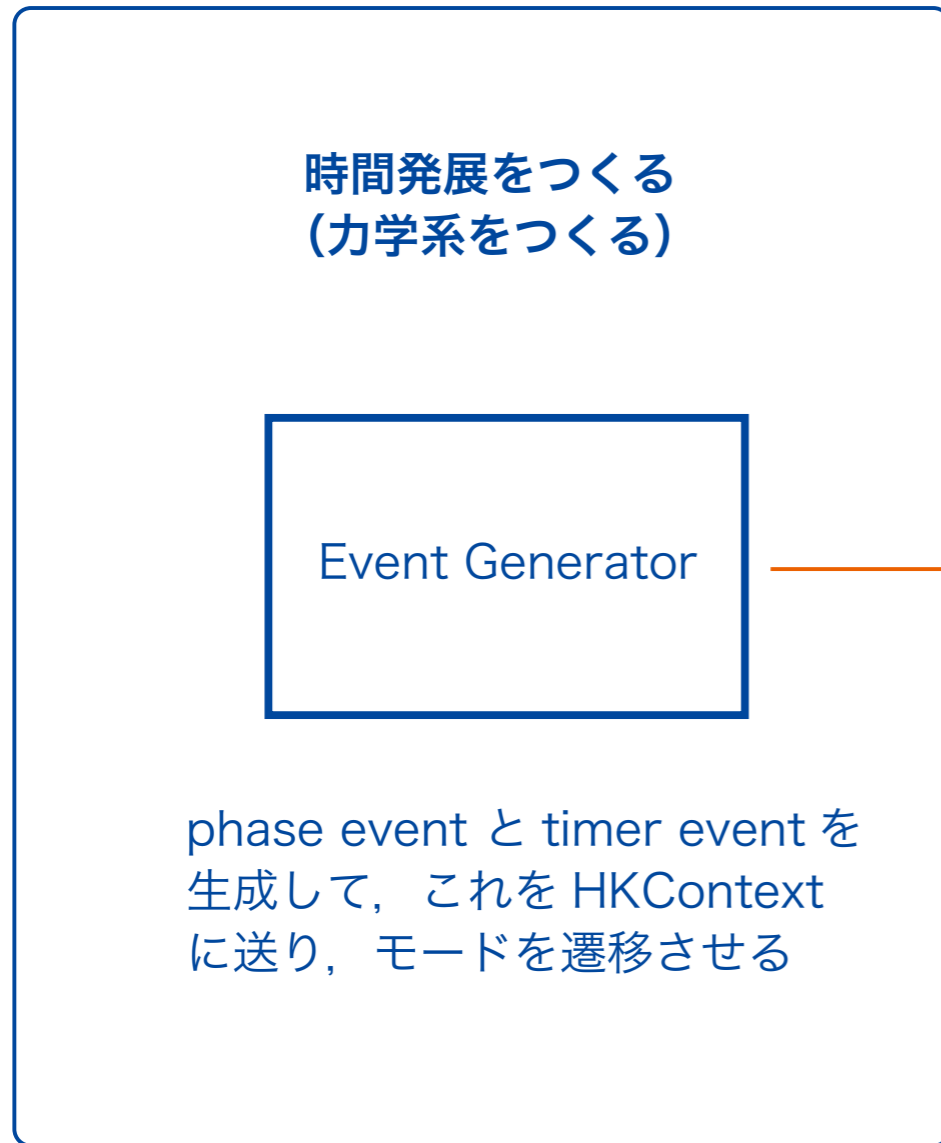 時間発展をつくる
（力学系をつくる）
Event Generator
phase event と timer event を
生成して，これを HKContext
に送り，モードを遷移させる